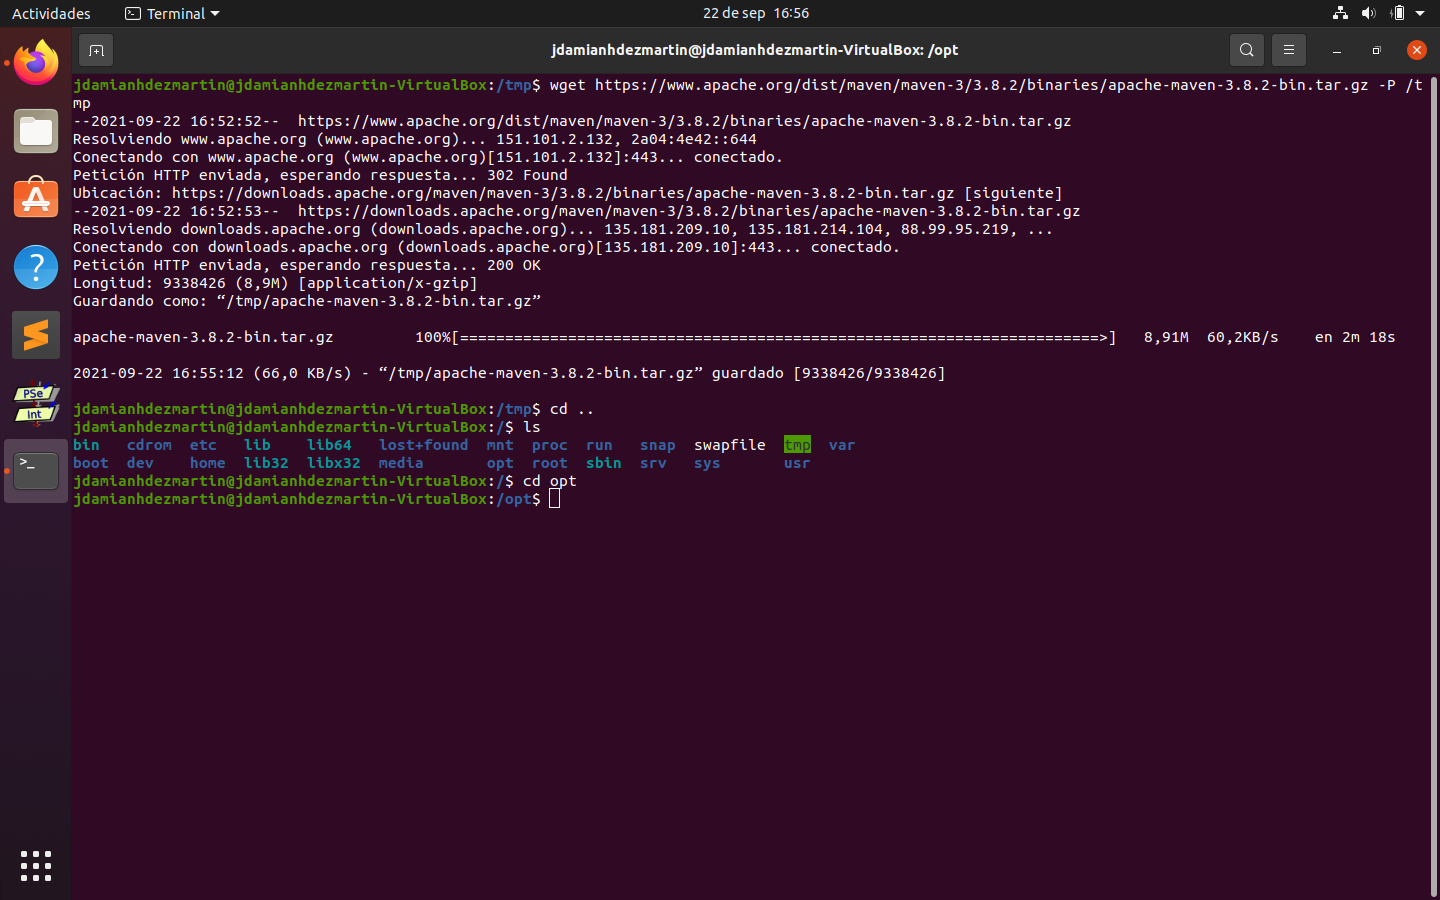 Actividades Terminal 22 de sep 16:56
jdamianhdezmartin@jdamianhdezmartin-VirtualBox: /opt
jdamianhdezmartin@jdamianhdezmartin-VirtualBox:/tmp$ wget https://www.apache.org/dist/maven/maven-3/3.8.2/binaries/apache-maven-3.8.2-bin.tar.gz -P /t
mp
--2021-09-22 16:52:52--  https://www.apache.org/dist/maven/maven-3/3.8.2/binaries/apache-maven-3.8.2-bin.tar.gz
Resolviendo www.apache.org (www.apache.org)... 151.101.2.132, 2a04:4e42::644
Conectando con www.apache.org (www.apache.org)[151.101.2.132]:443... conectado.
Petición HTTP enviada, esperando respuesta... 302 Found
Ubicación: https://downloads.apache.org/maven/maven-3/3.8.2/binaries/apache-maven-3.8.2-bin.tar.gz [siguiente]
--2021-09-22 16:52:53--  https://downloads.apache.org/maven/maven-3/3.8.2/binaries/apache-maven-3.8.2-bin.tar.gz
Resolviendo downloads.apache.org (downloads.apache.org)... 135.181.209.10, 135.181.214.104, 88.99.95.219, ...
Conectando con downloads.apache.org (downloads.apache.org)[135.181.209.10]:443... conectado.
Petición HTTP enviada, esperando respuesta... 200 OK
Longitud: 9338426 (8,9M) [application/x-gzip]
Guardando como: “/tmp/apache-maven-3.8.2-bin.tar.gz”
apache-maven-3.8.2-bin.tar.gz 100%[=======================================================================>] 8,91M 60,2KB/s en 2m 18s
2021-09-22 16:55:12 (66,0 KB/s) - “/tmp/apache-maven-3.8.2-bin.tar.gz” guardado [9338426/9338426]
jdamianhdezmartin@jdamianhdezmartin-VirtualBox:/tmp$ cd ..
jdamianhdezmartin@jdamianhdezmartin-VirtualBox:/$ ls
bin cdrom etc lib lib64 lost+found mnt proc run snap swapfile tmp var
boot dev home lib32 libx32 media opt root sbin srv sys usr
jdamianhdezmartin@jdamianhdezmartin-VirtualBox:/$ cd opt
jdamianhdezmartin@jdamianhdezmartin-VirtualBox:/opt$
PSe
Int